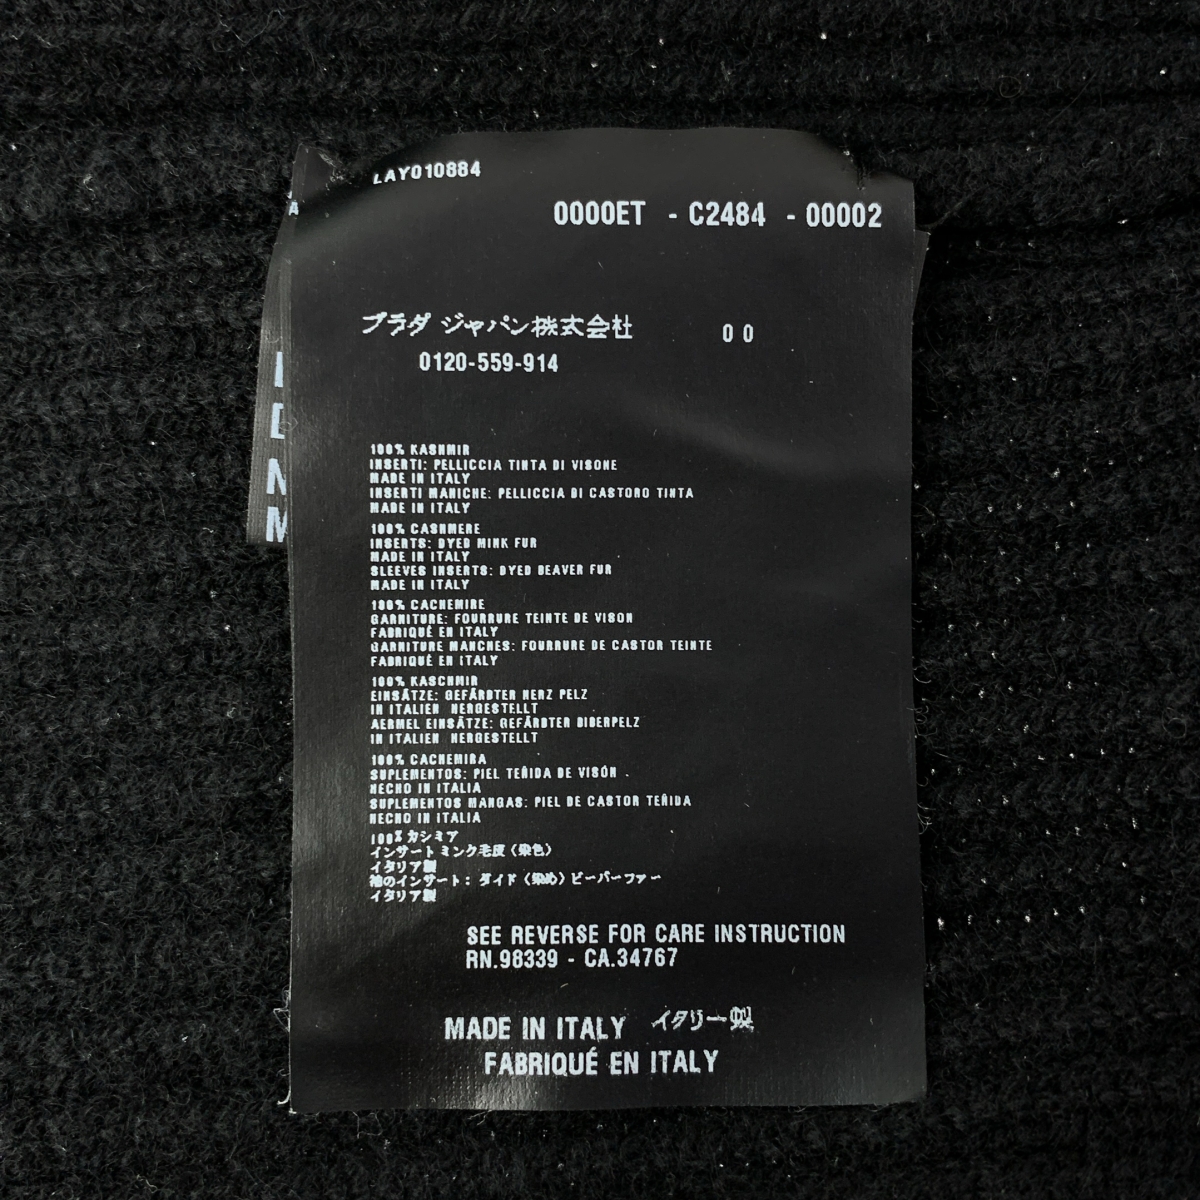 LAY010884
0000ET - C2484 - 00002
プラダ ジャパン株式会社 00
0120-559-914
100% KASHMIR
INSERTI: PELLICCIA TINTA DI VISONE
MADE IN ITALY
INSERTI MANICHE: PELLICCIA DI CASTORO TINTA
MADE IN ITALY
100% CASHMERE
INSERTS: DYED MINK FUR
MADE IN ITALY
SLEEVES INSERTS: DYED BEAVER FUR
MADE IN ITALY
100% CACHEMIRE
GARNITURE: FOURRURE TEINTE DE VISON
FABRIQUÉ EN ITALY
GARNITURE MANCHES: FOURRURE DE CASTOR TEINTE
FABRIQUÉ EN ITALY
100% KASCHMIR
EINSÄTZE: GEFÄRBTER NERZ PELZ
IN ITALIEN HERGESTELLT
AERMEL EINSÄTZE: GEFÄRBTER BIBERPELZ
IN ITALIEN HERGESTELLT
100% CACHEMIRA
SUPLEMENTOS: PIEL TEÑIDA DE VISÓN .
HECHO IN ITALIA
SUPLEMENTOS MANGAS: PIEL DE CASTOR TEÑIDA
HECHO IN ITALIA
100% カシミア
インサート ミンク毛皮〈染色〉
イタリア製
袖のインサート: ダイド〈染め〉ビーバーファー
イタリア製
SEE REVERSE FOR CARE INSTRUCTION
RN.98339 - CA.34767
MADE IN ITALY イタリー製
FABRIQUÉ EN ITALY